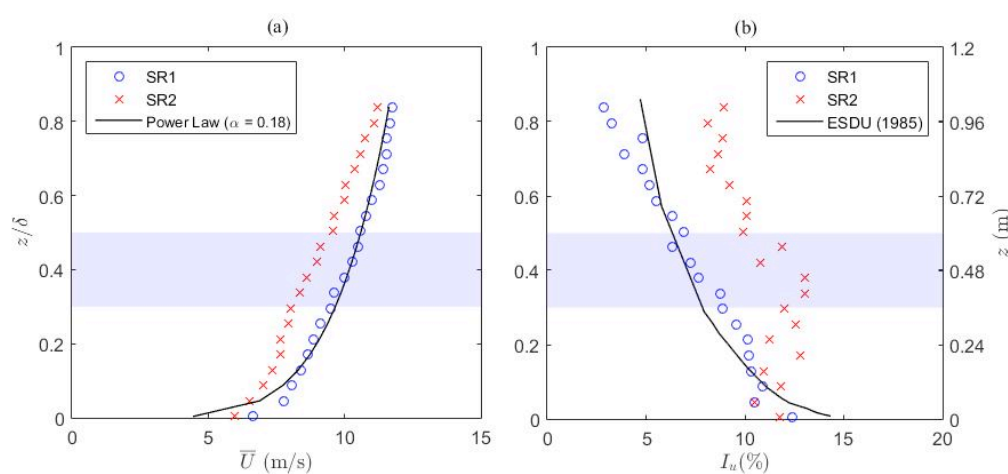 (a)
1
0.8
0.6
0.4
0.2
0
z/δ
SR1
SR2
Power Law (α = 0.18)
0
5
10
15
U̅ (m/s)
(b)
1
0.8
0.6
0.4
0.2
0
SR1
SR2
ESDU (1985)
1.2
0.96
0.72
0.48
0.24
0
z (m)
0
5
10
15
20
I_u(%)